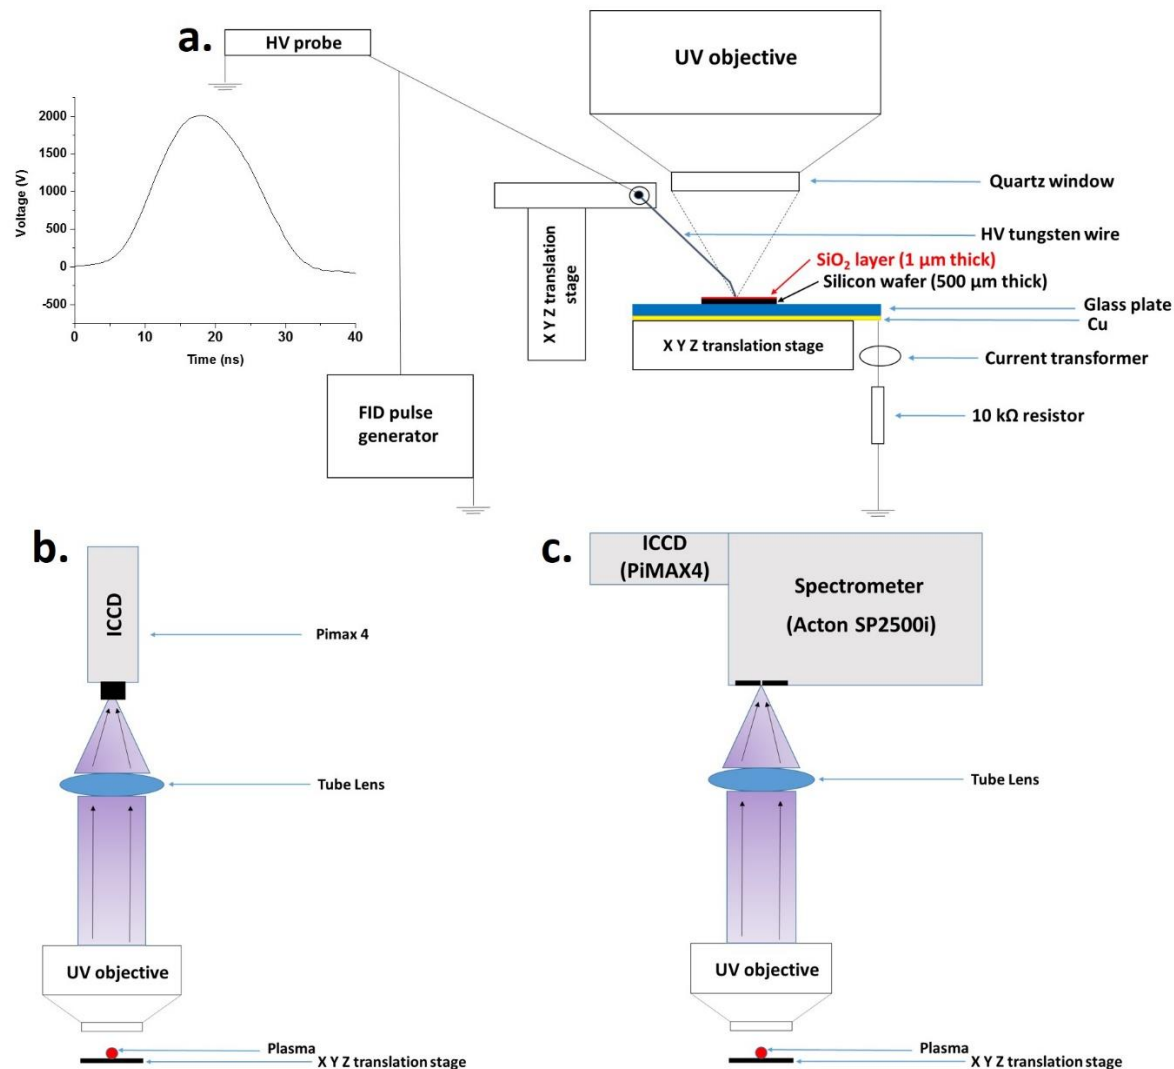 a.
HV probe
UV objective
2000
1500
1000
500
0
-500
Voltage (V)
0
10
20
30
40
Time (ns)
X Y Z translation
stage
Quartz window
HV tungsten wire
SiO₂ layer (1 µm thick)
Silicon wafer (500 µm thick)
Glass plate
Cu
X Y Z translation stage
Current transformer
10 kΩ resistor
FID pulse
generator
b.
ICCD
Pimax 4
Tube Lens
UV objective
Plasma
X Y Z translation stage
c.
ICCD
(PiMAX4)
Spectrometer
(Acton SP2500i)
Tube Lens
UV objective
Plasma
X Y Z translation stage